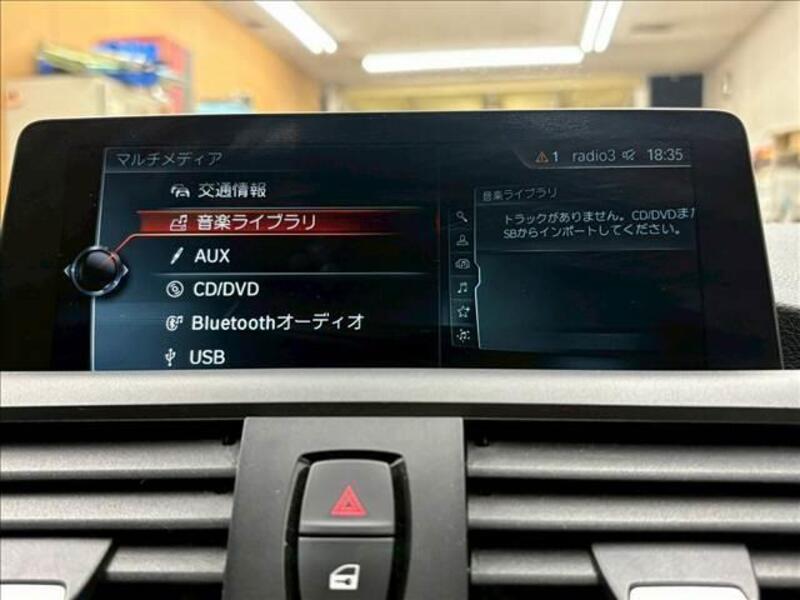 マルチメディア
1 radio3 18:35
交通情報
音楽ライブラリ
AUX
CD/DVD
Bluetoothオーディオ
USB
音楽ライブラリ
トラックがありません。CD/DVDまた
SBからインポートしてください。